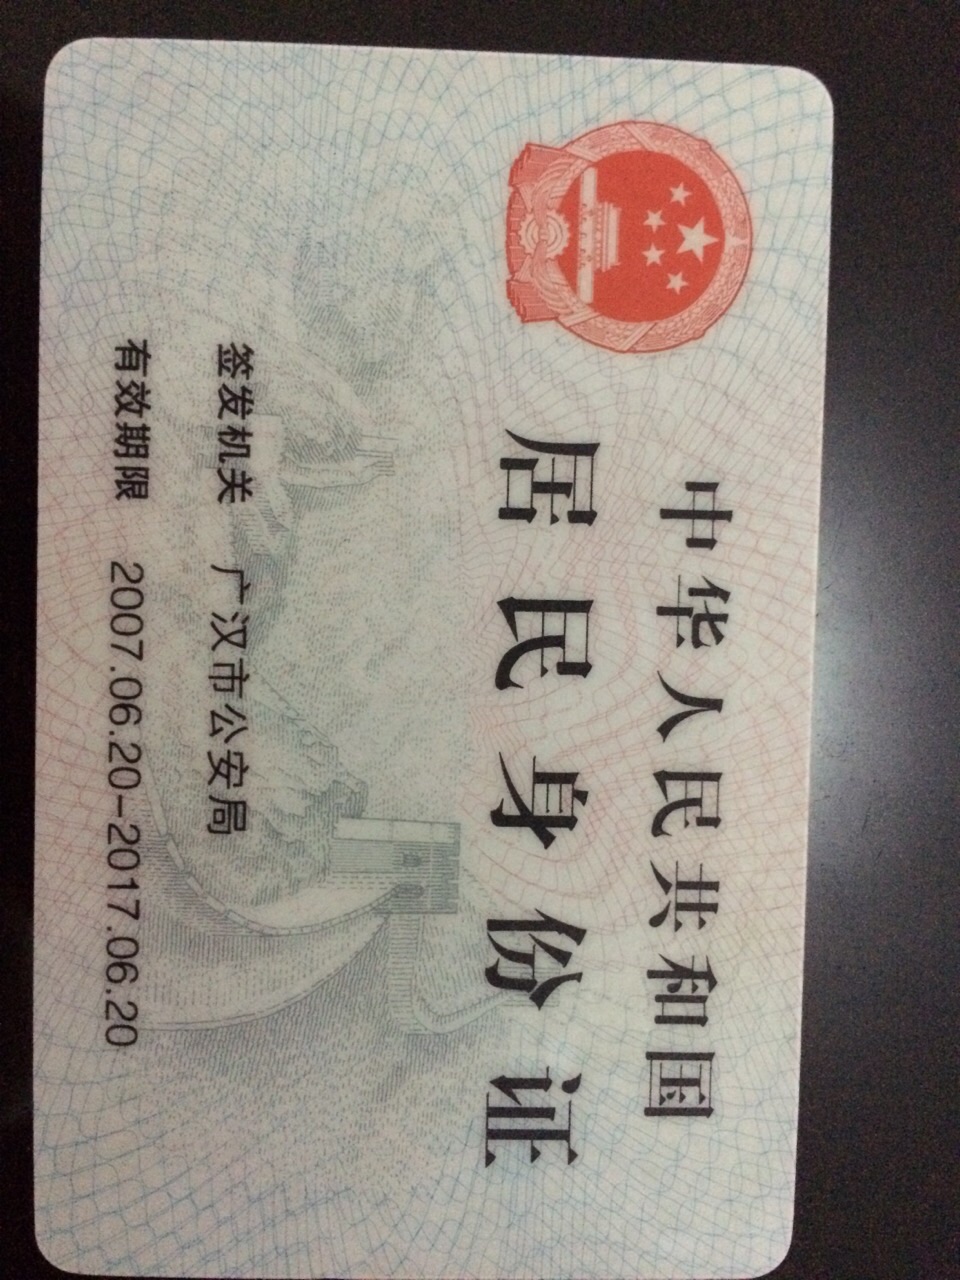 中华人民共和国
居民身份证
签发机关 广汉市公安局
有效期限 2007.06.20-2017.06.20